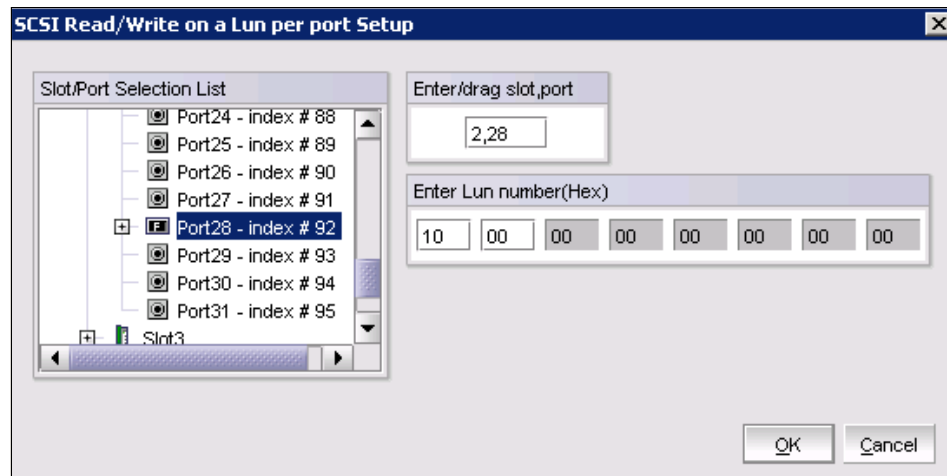 SCSI Read/Write on a Lun per port Setup
Slot/Port Selection List
Port24 - index # 88
Port25 - index # 89
Port26 - index # 90
Port27 - index # 91
F Port28 - index # 92
Port29 - index # 93
Port30 - index # 94
Port31 - index # 95
Slot3
Enter/drag slot,port
2,28
Enter Lun number(Hex)
10 00 00 00 00 00 00 00
OK Cancel